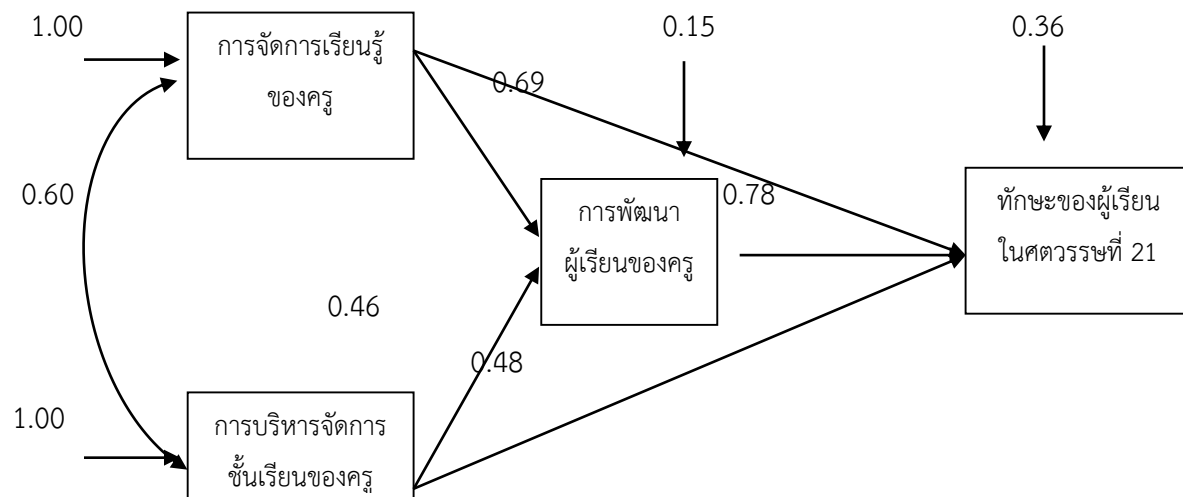 1.00
การจัดการเรียนรู้
ของครู
0.15
0.36
0.69
0.60
การพัฒนา
ผู้เรียนของครู
0.78
ทักษะของผู้เรียน
ในศตวรรษที่ 21
0.46
0.48
1.00
การบริหารจัดการ
ชั้นเรียนของครู